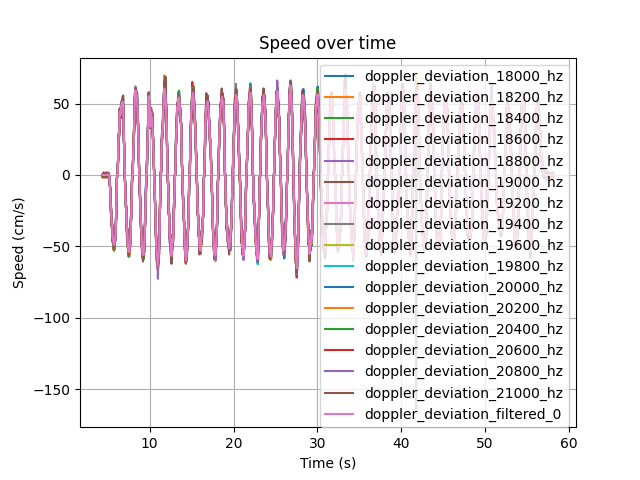 Speed over time
50
0
−50
−100
−150
Speed (cm/s)
10
20
30
40
50
60
Time (s)
doppler_deviation_18000_hz
doppler_deviation_18200_hz
doppler_deviation_18400_hz
doppler_deviation_18600_hz
doppler_deviation_18800_hz
doppler_deviation_19000_hz
doppler_deviation_19200_hz
doppler_deviation_19400_hz
doppler_deviation_19600_hz
doppler_deviation_19800_hz
doppler_deviation_20000_hz
doppler_deviation_20200_hz
doppler_deviation_20400_hz
doppler_deviation_20600_hz
doppler_deviation_20800_hz
doppler_deviation_21000_hz
doppler_deviation_filtered_0